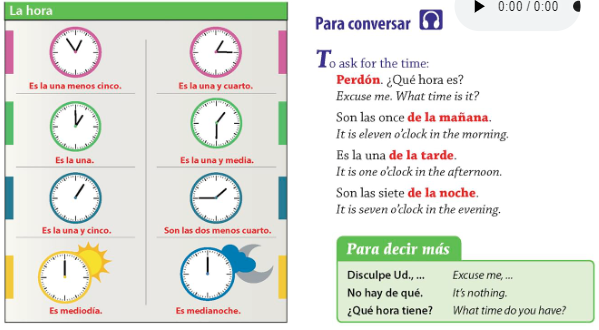 La hora
Es la una menos cinco.
Es la una y cuarto.
Es la una.
Es la una y media.
Es la una y cinco.
Son las dos menos cuarto.
Es mediodía.
Es medianoche.
0:00 / 0:00
Para conversar
To ask for the time:
Perdón. ¿Qué hora es?
Excuse me. What time is it?
Son las once de la mañana.
It is eleven o'clock in the morning.
Es la una de la tarde.
It is one o'clock in the afternoon.
Son las siete de la noche.
It is seven o'clock in the evening.
Para decir más
Disculpe Ud., ... Excuse me, ...
No hay de qué. It's nothing.
¿Qué hora tiene? What time do you have?